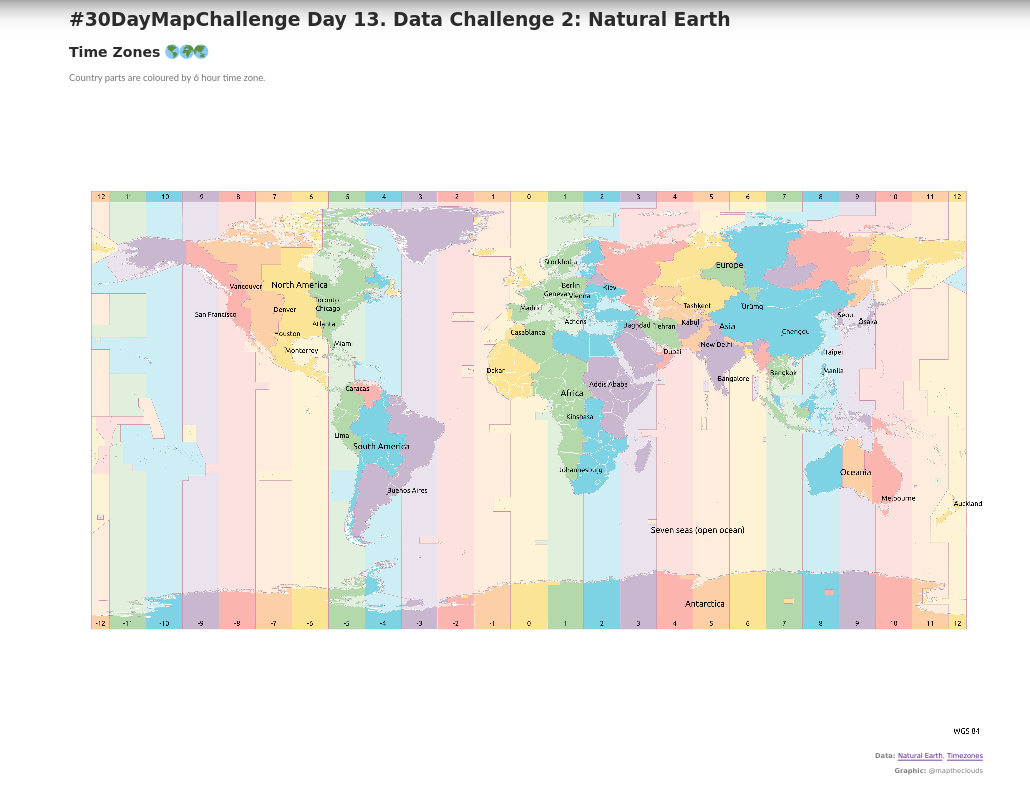 #30DayMapChallenge Day 13. Data Challenge 2: Natural Earth
Time Zones
Country parts are coloured by 6 hour time zone.
12 11 -10 -9 -8 -7 -6 -5 -4 -3 -2 -1 0 1 2 3 4 5 6 7 8 9 10 11 12
Stockholm
Europe
Berlin
Vancouver
North America
Kiev
Geneva
Vienna
Toronto
Madrid
Tashkent
Ürümq
Denver
Chicago
San Francisco
Seoul
Osaka
Atlanta
Athens
Baghdad
Tehran
Kabul
Asia
Houston
Casablanca
Chengdu
Miami
New Delhi
Monterrey
Dubai
Taipei
Dakar
Bangkok
Manila
Bangalore
Addis Ababa
Caracas
Africa
Kinshasa
Lima
South America
Johannesburg
Oceania
Buenos Aires
Melbourne
Auckland
Seven seas (open ocean)
Antarctica
-12 -11 -10 -9 -8 -7 -6 -5 -4 -3 -2 -1 0 1 2 3 4 5 6 7 8 9 10 11 12
WGS 84
Data: Natural Earth, Timezones
Graphic: @maptheclouds